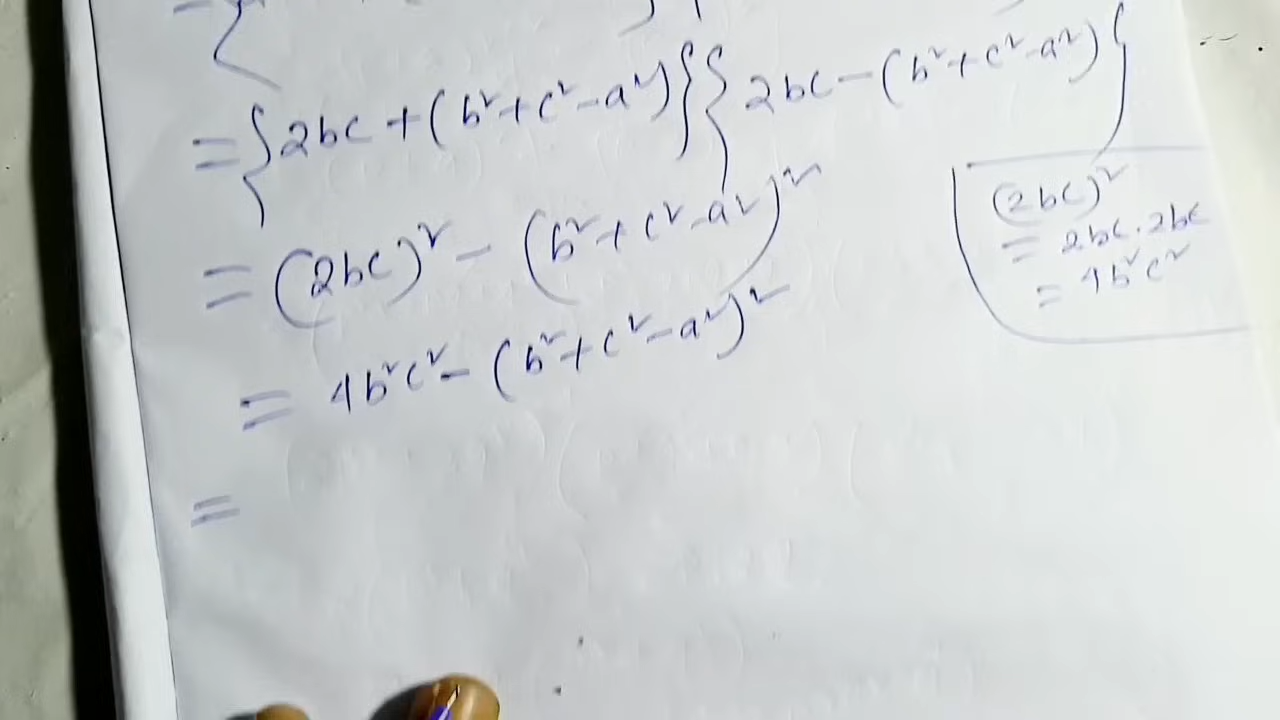 = {2bc + (b² + c² - a²)} {2bc - (b² + c² - a²)}
= (2bc)² - (b² + c² - a²)²
= 4b²c² - (b² + c² - a²)²
=
(2bc)²
= 2bc . 2bc
= 4b²c²